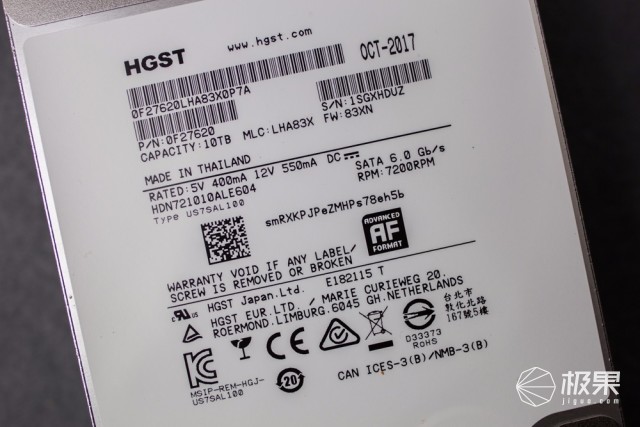 HGST www.hgst.com OCT-2017
0F27620LHA83X0P7A
P/N:0F27620 S/N:1SGXHDUZ
CAPACITY:10TB MLC:LHA83X FW:83XN
MADE IN THAILAND
RATED:5V 400mA 12V 550mA DC SATA 6.0 Gb/s
HDN721010ALE604 RPM:7200RPM
Type US7SAL100
smRXKPJPeZMHPs78eh5b
ADVANCED
AF
FORMAT
WARRANTY VOID IF ANY LABEL/
SCREW IS REMOVED OR BROKEN
HGST Japan.Ltd. E182115 T
HGST EUR.LTD./ MARIE CURIEWEG 20,
ROERMOND.LIMBURG.6045 GH.NETHERLANDS
台北市
敦化北路
167號5樓
D33373
RoHS
20
MSIP-REM-HGJ-
US7SAL100
CAN ICES-3(B)/NMB-3(B)
极果
jiguo.com